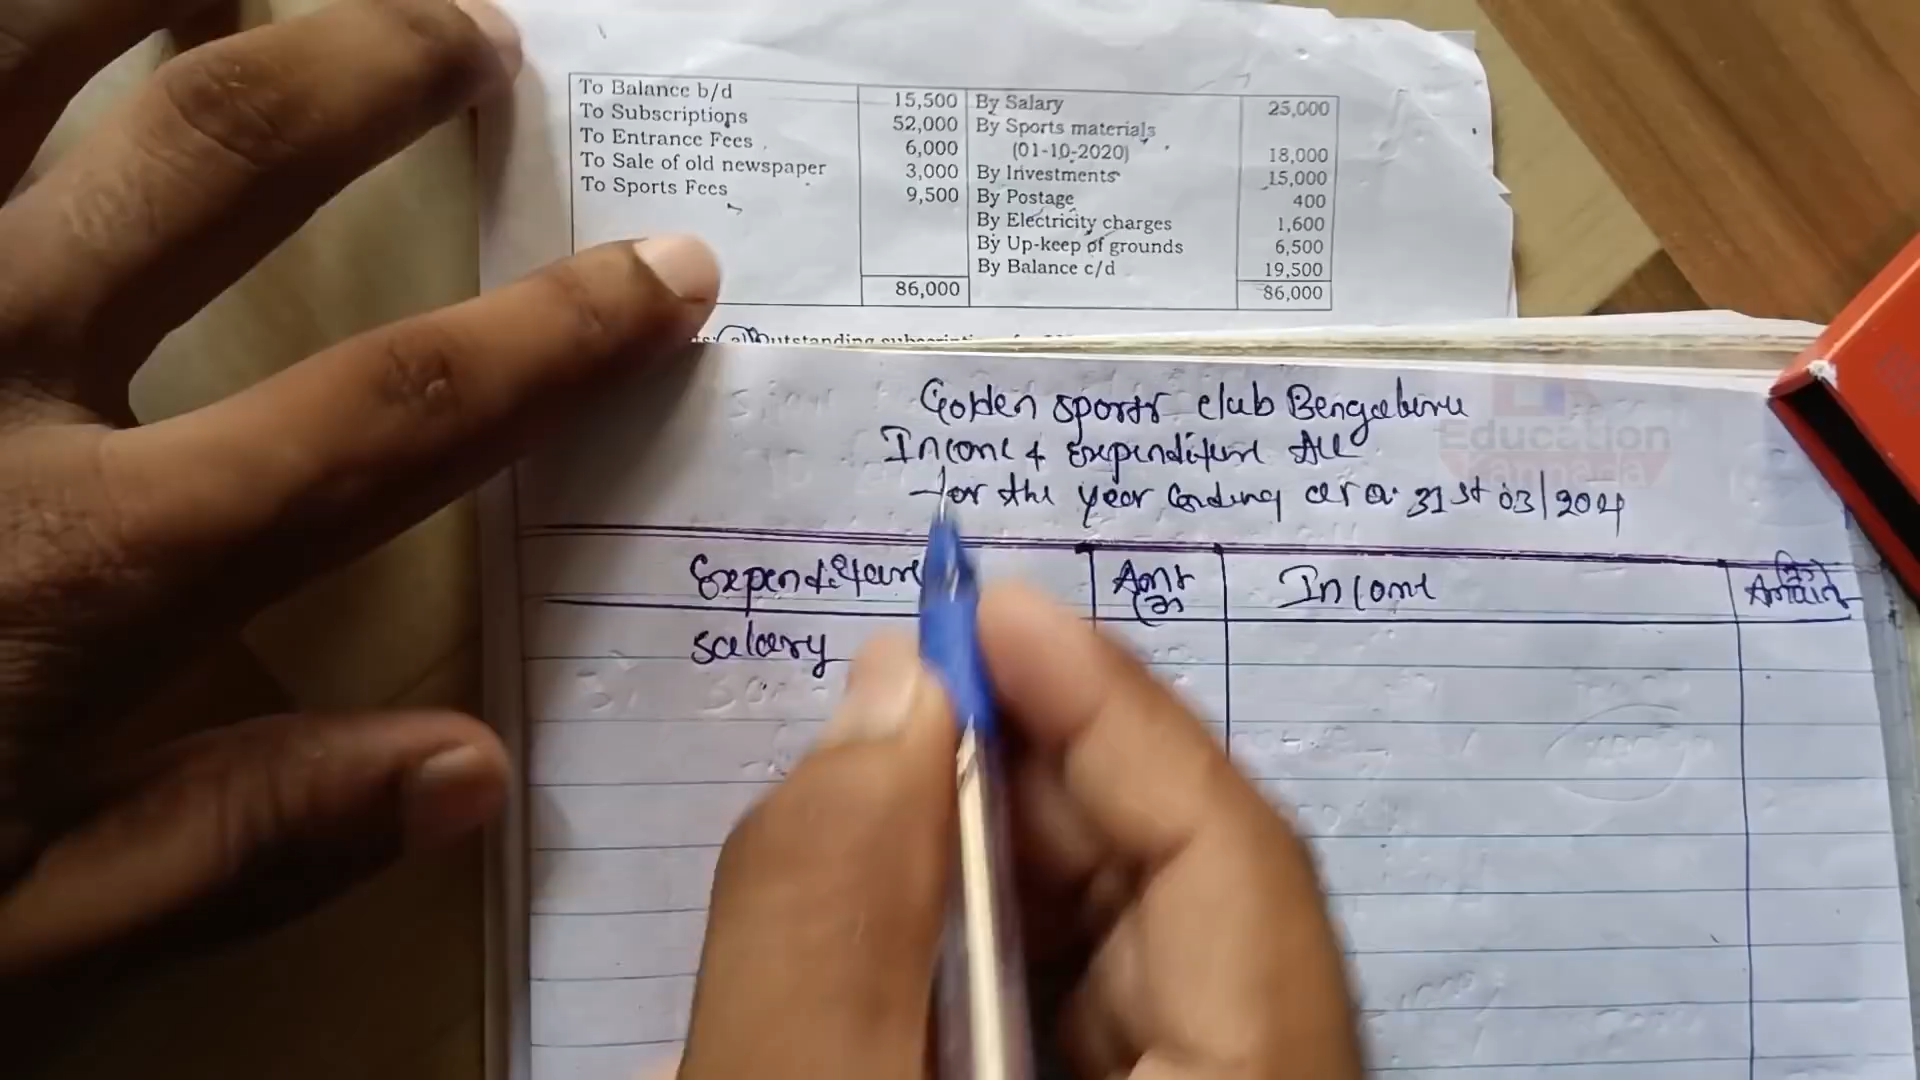 To Balance b/d 15,500 By Salary 25,000
To Subscriptions 52,000 By Sports materials
To Entrance Fees 6,000 (01-10-2020) 18,000
To Sale of old newspaper 3,000 By Investments 15,000
To Sports Fees 9,500 By Postage 400
By Electricity charges 1,600
By Up-keep of grounds 6,500
By Balance c/d 19,500
86,000 86,000
Outstanding
Golden sports club Bengaluru
Income & Expenditure
for the year ending 31st 03/2024
Education
Kannada
Expenditure Amt Income
salary